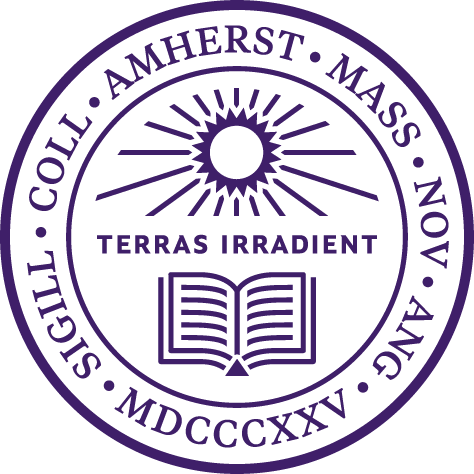 SIGILL • COLL • AMHERST • MASS • NOV • ANG •
MDCCCXXV •
TERRAS IRRADIENT